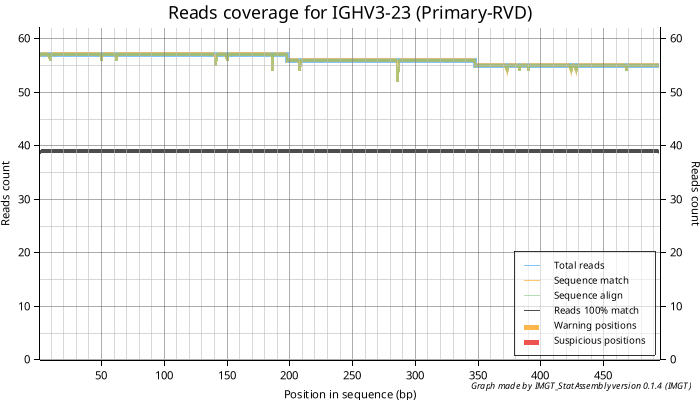 Reads coverage for IGHV3-23 (Primary-RVD)
60 60
50 50
40 40
30 30
20 20
10 10
0 0
Reads count
Reads count
Total reads
Sequence match
Sequence align
Reads 100% match
Warning positions
Suspicious positions
50 100 150 200 250 300 350 400 450
Position in sequence (bp)
Graph made by IMGT_StatAssembly version 0.1.4 (IMGT)